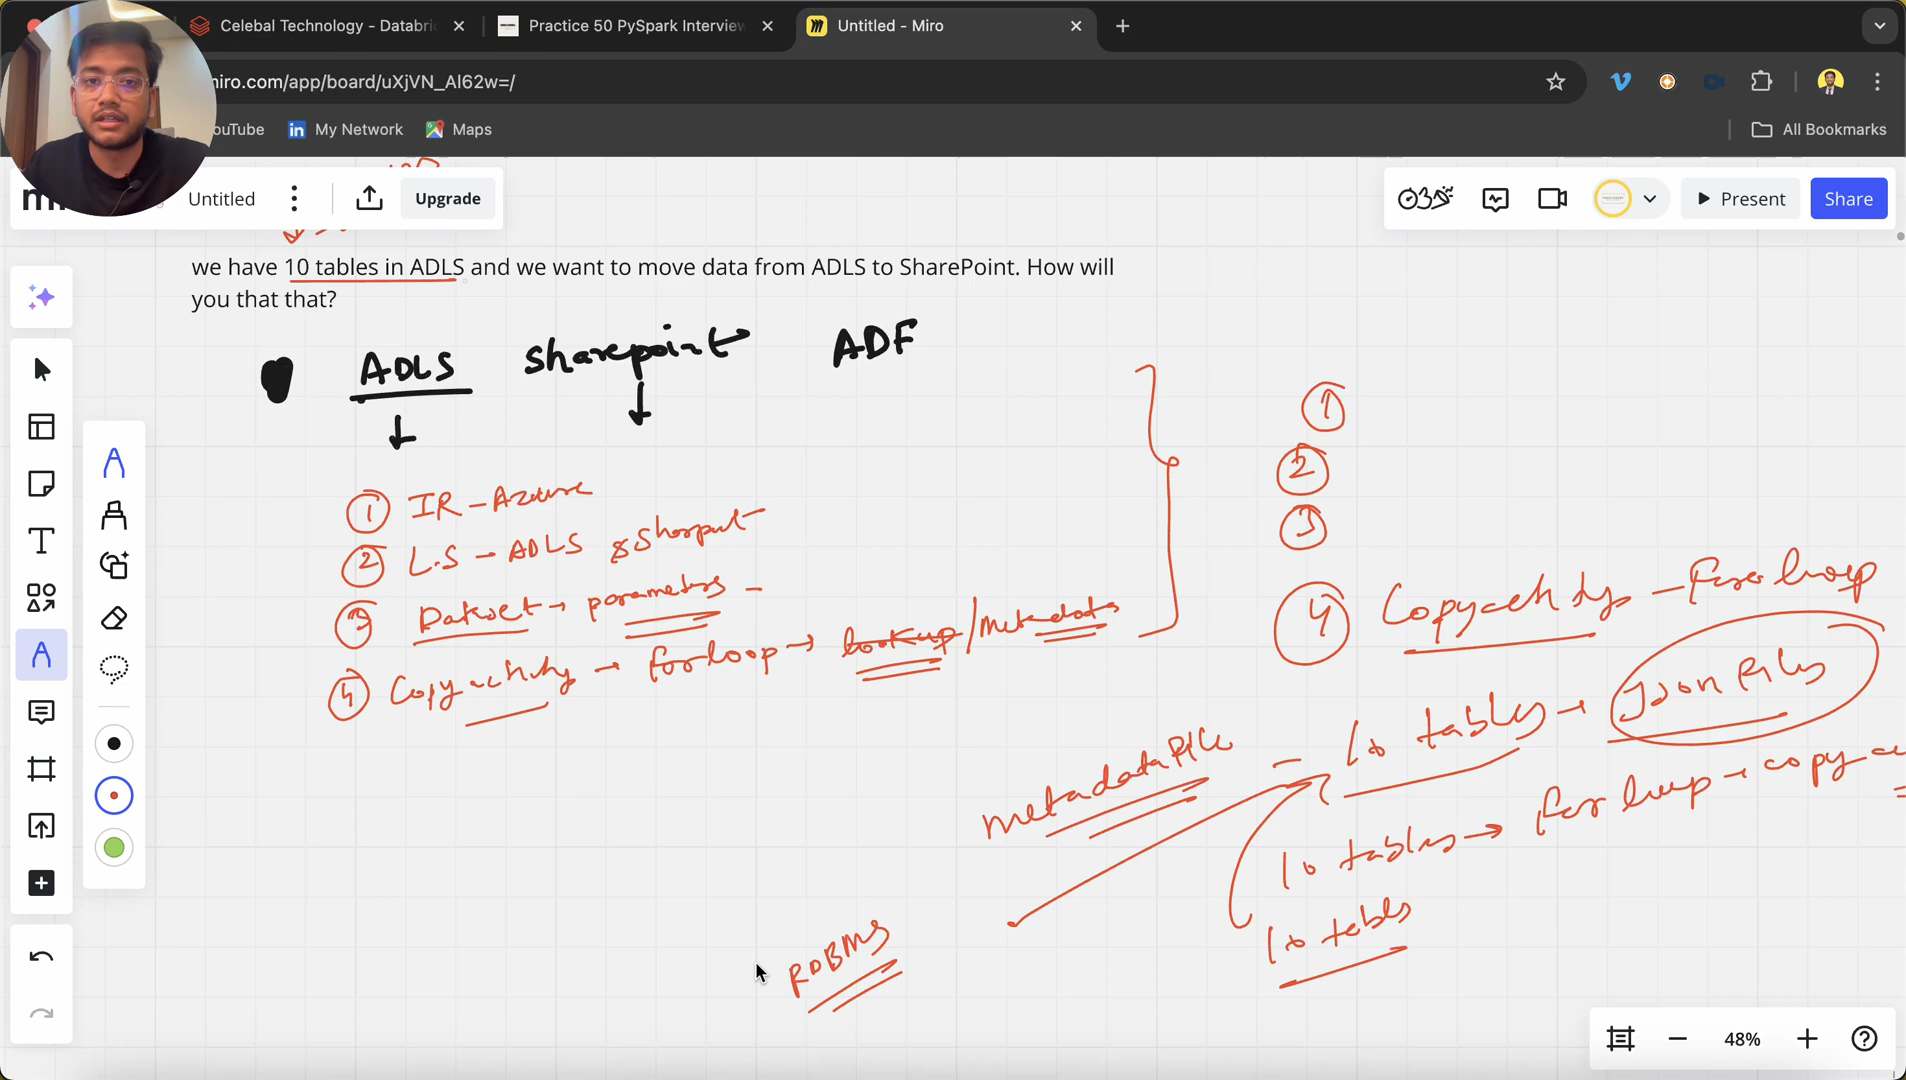 Celebal Technology - Databric
Practice 50 PySpark Interview
Untitled - Miro
miro.com/app/board/uXjVN_Al62w=/
ouTube
My Network
Maps
All Bookmarks
Untitled
Upgrade
Present
Share
we have 10 tables in ADLS and we want to move data from ADLS to SharePoint. How will
you that that?
ADLS sharepoint ADF
1 IR - Azure
2 L.S - ADLS & Sharpoint
3 Dataset → parameters -
4 Copy activity → for loop → lookup / Metadata
1
2
3
4 Copy activity - for loop
metadata file - 10 tables → Json files
10 tables → for loop → copy ac
10 tables
RDBMS
48%